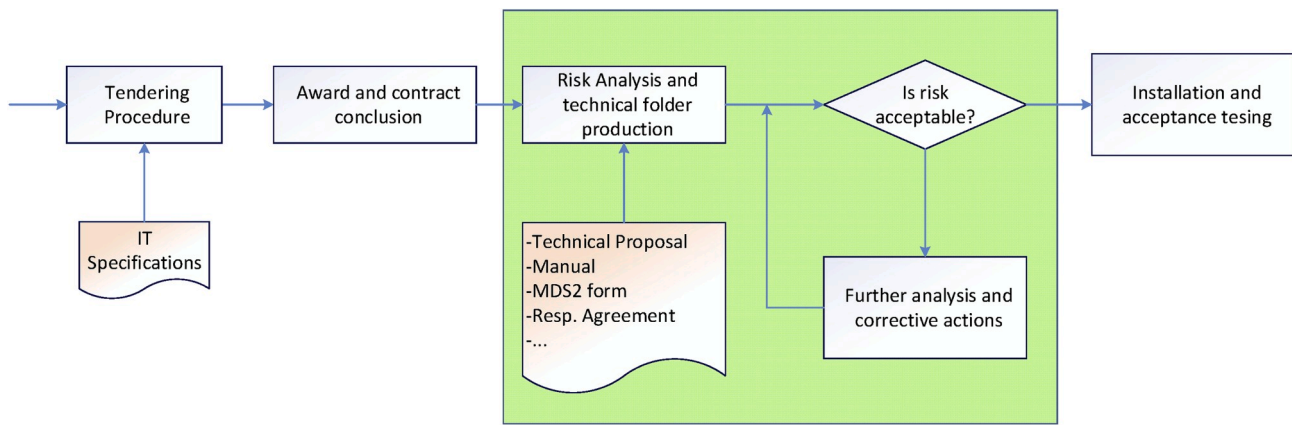 Tendering
Procedure
Award and contract
conclusion
Risk Analysis and
technical folder
production
Is risk
acceptable?
Installation and
acceptance tesing
IT
Specifications
-Technical Proposal
-Manual
-MDS2 form
-Resp. Agreement
-...
Further analysis and
corrective actions